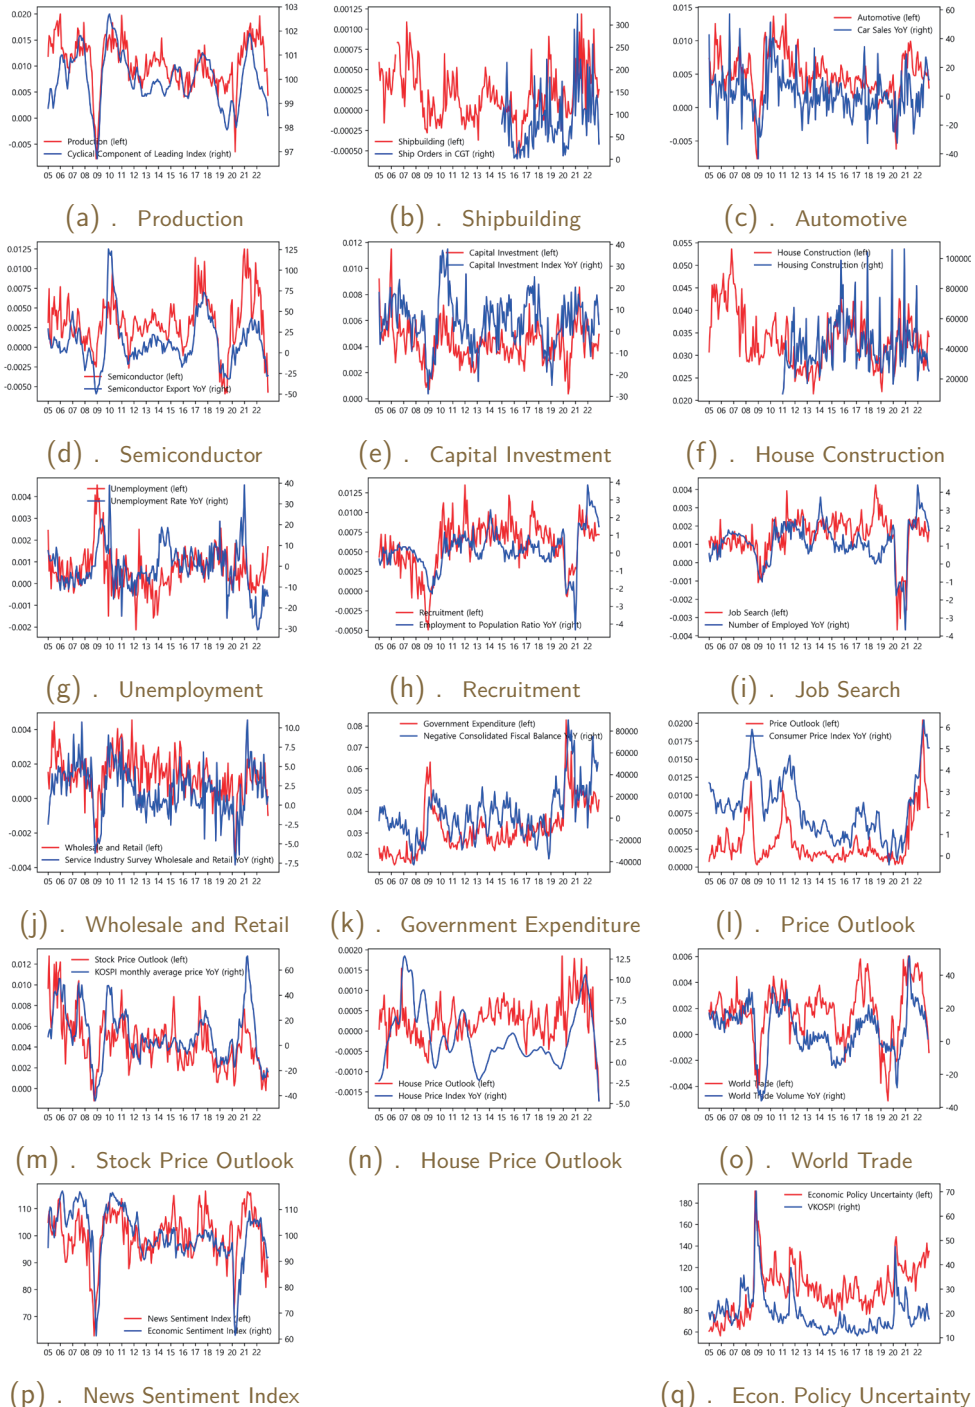 Production (left)
Cyclical Component of Leading Index (right)
(a) . Production
Shipbuilding (left)
Ship Orders in CGT (right)
(b) . Shipbuilding
Automotive (left)
Car Sales YoY (right)
(c) . Automotive
Semiconductor (left)
Semiconductor Export YoY (right)
(d) . Semiconductor
Capital Investment (left)
Capital Investment Index YoY (right)
(e) . Capital Investment
House Construction (left)
Housing Construction (right)
(f) . House Construction
Unemployment (left)
Unemployment Rate YoY (right)
(g) . Unemployment
Recruitment (left)
Employment to Population Ratio YoY (right)
(h) . Recruitment
Job Search (left)
Number of Employed YoY (right)
(i) . Job Search
Wholesale and Retail (left)
Service Industry Survey Wholesale and Retail YoY (right)
(j) . Wholesale and Retail
Government Expenditure (left)
Negative Consolidated Fiscal Balance YoY (right)
(k) . Government Expenditure
Price Outlook (left)
Consumer Price Index YoY (right)
(l) . Price Outlook
Stock Price Outlook (left)
KOSPI monthly average price YoY (right)
(m) . Stock Price Outlook
House Price Outlook (left)
House Price Index YoY (right)
(n) . House Price Outlook
World Trade (left)
World Trade Volume YoY (right)
(o) . World Trade
News Sentiment Index (left)
Economic Sentiment Index (right)
(p) . News Sentiment Index
Economic Policy Uncertainty (left)
VKOSPI (right)
(q) . Econ. Policy Uncertainty